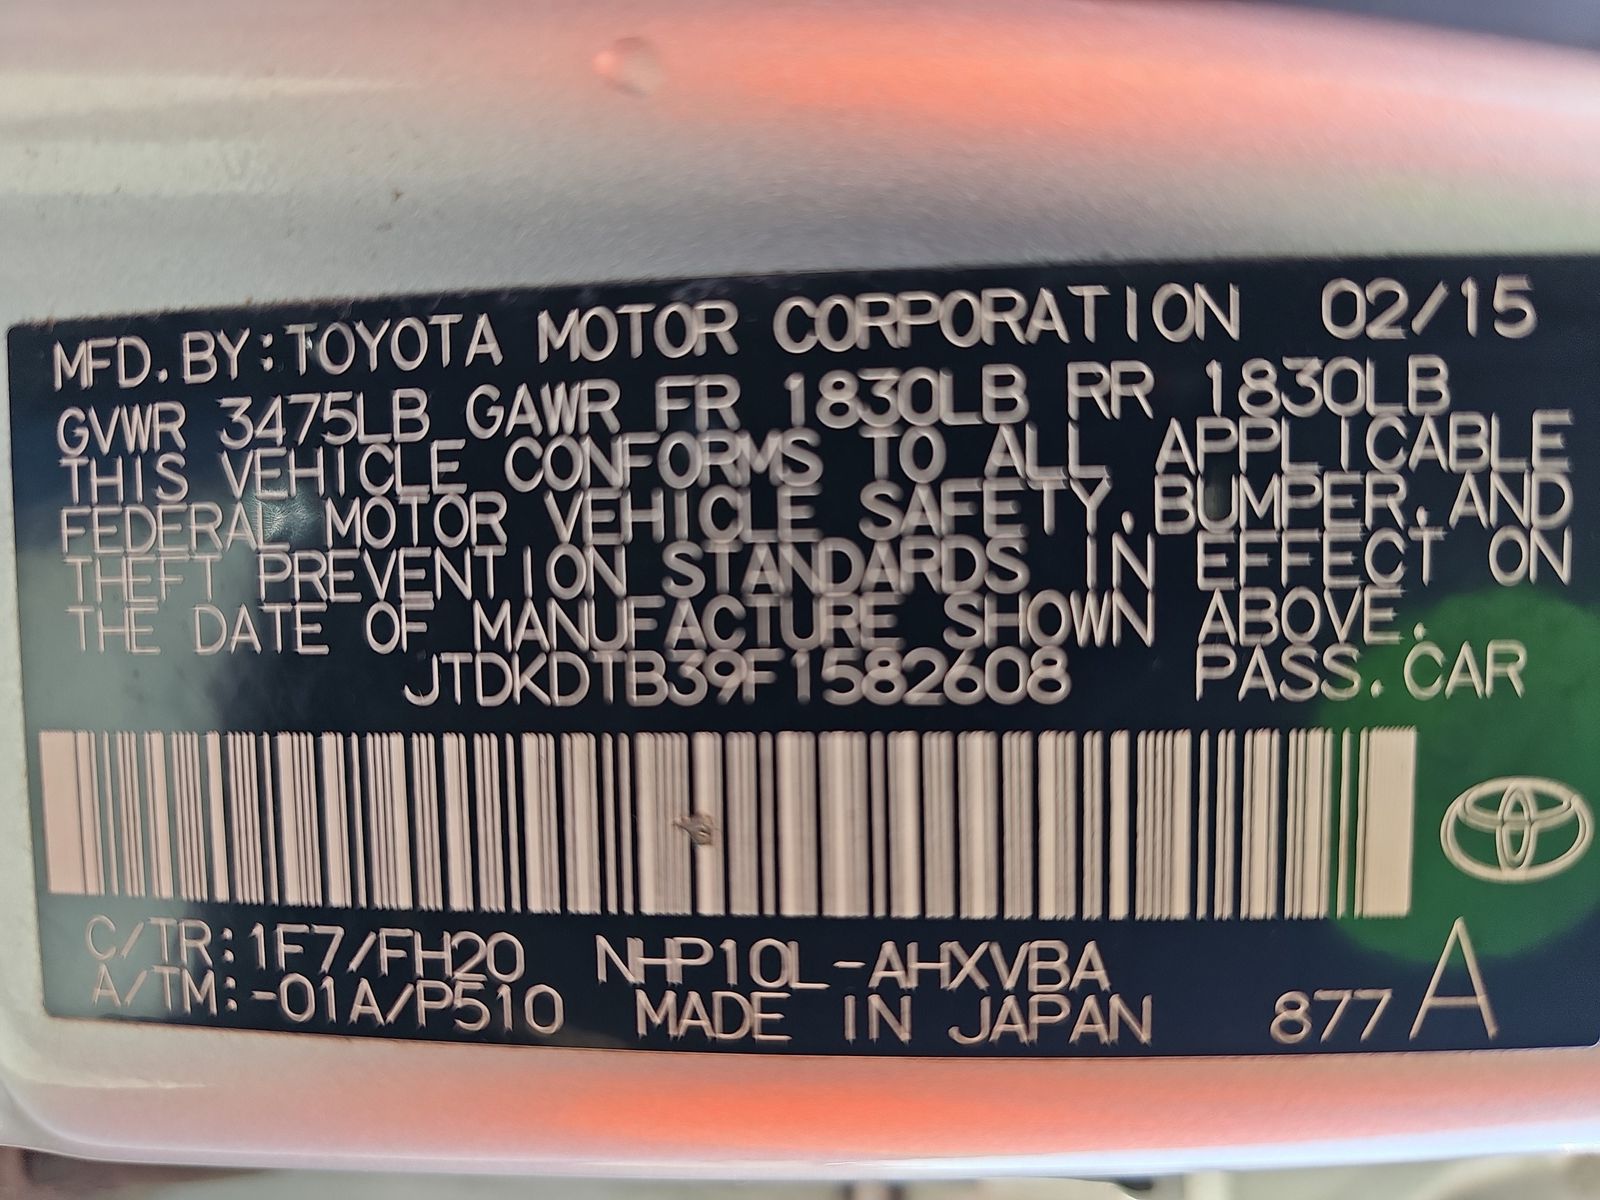 MFD. BY: TOYOTA MOTOR CORPORATION 02/15
GVWR 3475LB GAWR FR 1830LB RR 1830LB
THIS VEHICLE CONFORMS TO ALL APPLICABLE
FEDERAL MOTOR VEHICLE SAFETY, BUMPER, AND
THEFT PREVENTION STANDARDS IN EFFECT ON
THE DATE OF MANUFACTURE SHOWN ABOVE.
JTDKDTB39F1582608 PASS. CAR
C/TR: 1F7/FH20 NHP10L-AHXVBA
A/TM: -01A/P510 MADE IN JAPAN 877 A